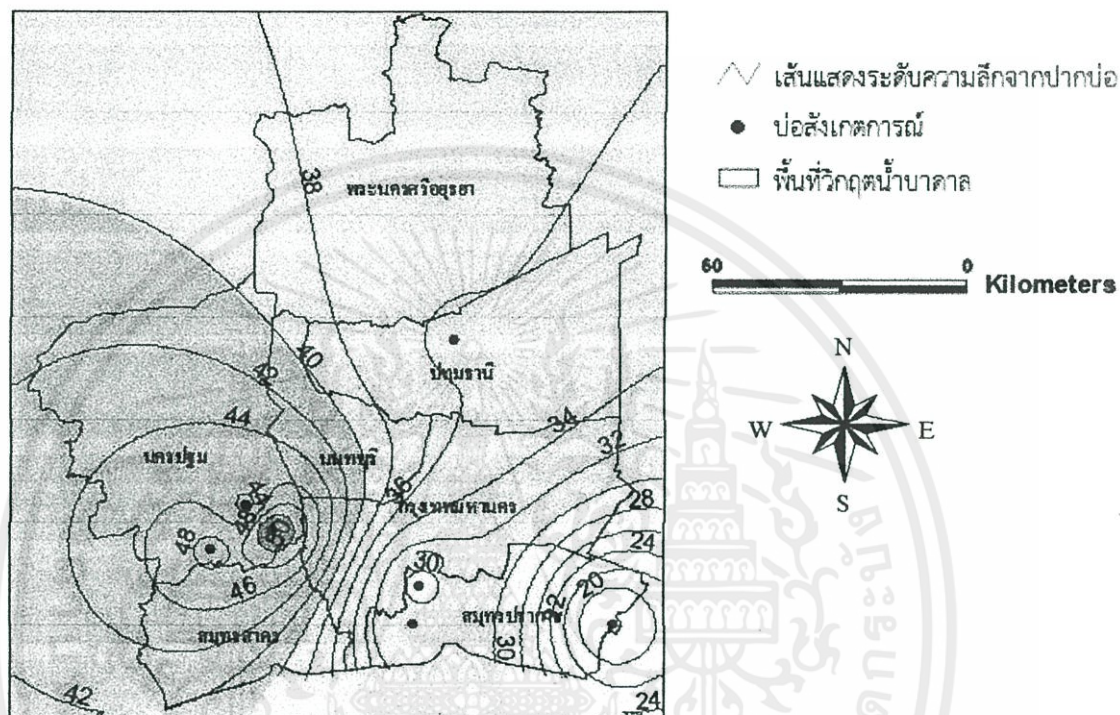 เส้นแสดงระดับความลึกจากปากบ่อ
บ่อสังเกตการณ์
พื้นที่วิกฤตน้ำบาดาล
60 0 Kilometers
N
W E
S
38
พระนครศรีอยุธยา
40
ปทุมธานี
44
34
32
นครปฐม
นนทบุรี
36
กรุงเทพมหานคร
28
24
48
30
20
46
สมุทรปราการ
สมุทรสาคร
30
42
24